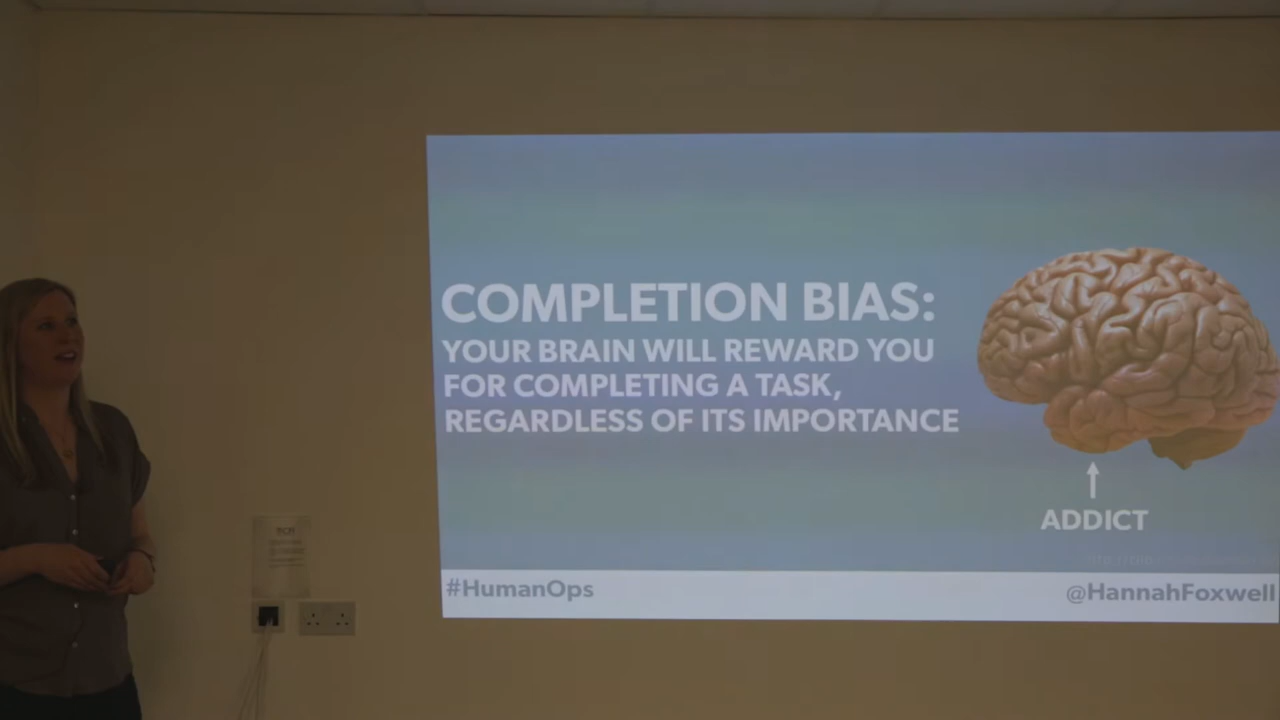 COMPLETION BIAS:
YOUR BRAIN WILL REWARD YOU
FOR COMPLETING A TASK,
REGARDLESS OF ITS IMPORTANCE
ADDICT
#HumanOps
@HannahFoxwell